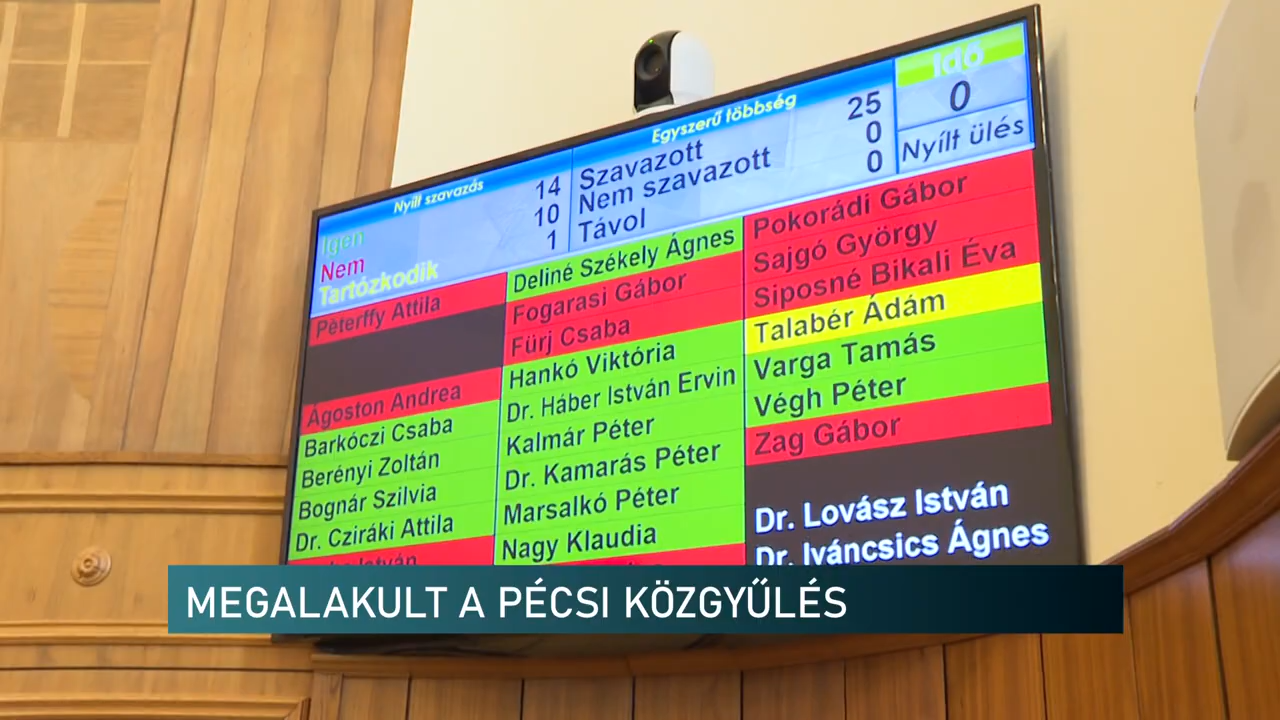 Nyílt szavazás
Igen 14
Nem 10
Tartózkodik 1
Egyszerű többség
Szavazott 25
Nem szavazott 0
Távol 0
Idő
0
Nyílt ülés
Péterffy Attila
Ágoston Andrea
Barkóczi Csaba
Berényi Zoltán
Bognár Szilvia
Dr. Cziráki Attila
István
Deliné Székely Ágnes
Fogarasi Gábor
Fürj Csaba
Hankó Viktória
Dr. Háber István Ervin
Kalmár Péter
Dr. Kamarás Péter
Marsalkó Péter
Nagy Klaudia
Pokorádi Gábor
Sajgó György
Siposné Bikali Éva
Talabér Ádám
Varga Tamás
Végh Péter
Zag Gábor
Dr. Lovász István
Dr. Iváncsics Ágnes
MEGALAKULT A PÉCSI KÖZGYŰLÉS